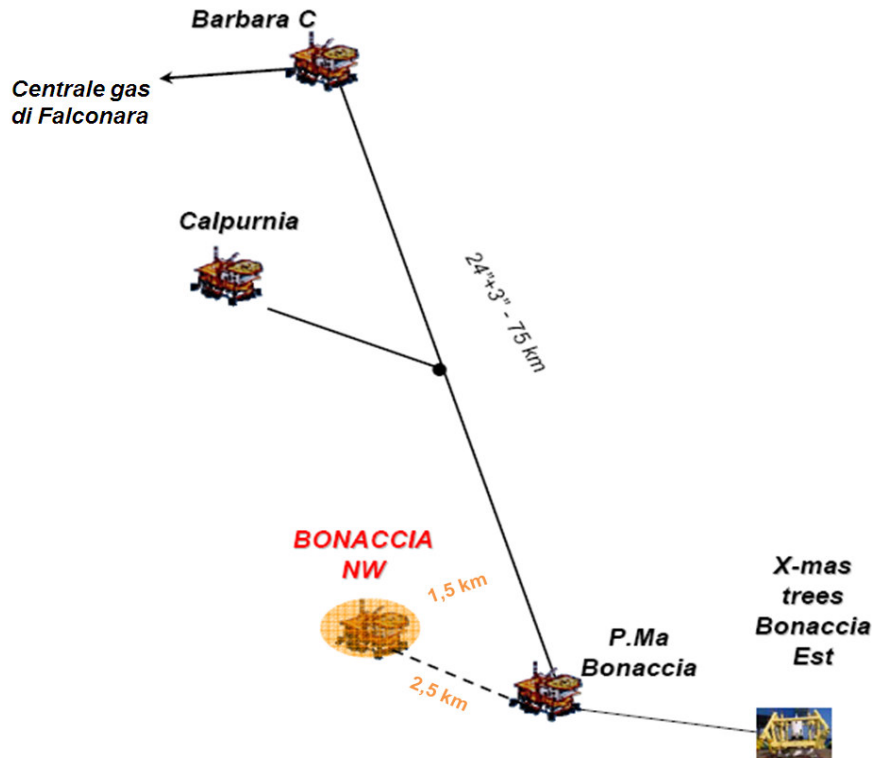 Barbara C
Centrale gas
di Falconara
Calpurnia
24"+3" - 75 km
BONACCIA
NW
1,5 km
2,5 km
P.Ma
Bonaccia
X-mas
trees
Bonaccia
Est